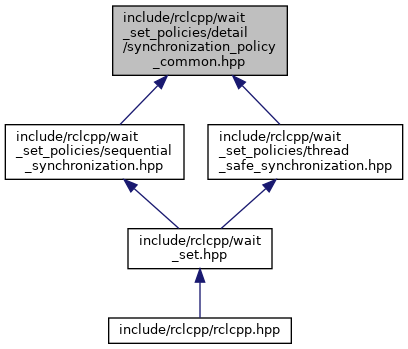 include/rclcpp/wait
_set_policies/detail
/synchronization_policy
_common.hpp
include/rclcpp/wait
_set_policies/sequential
_synchronization.hpp
include/rclcpp/wait
_set_policies/thread
_safe_synchronization.hpp
include/rclcpp/wait
_set.hpp
include/rclcpp/rclcpp.hpp